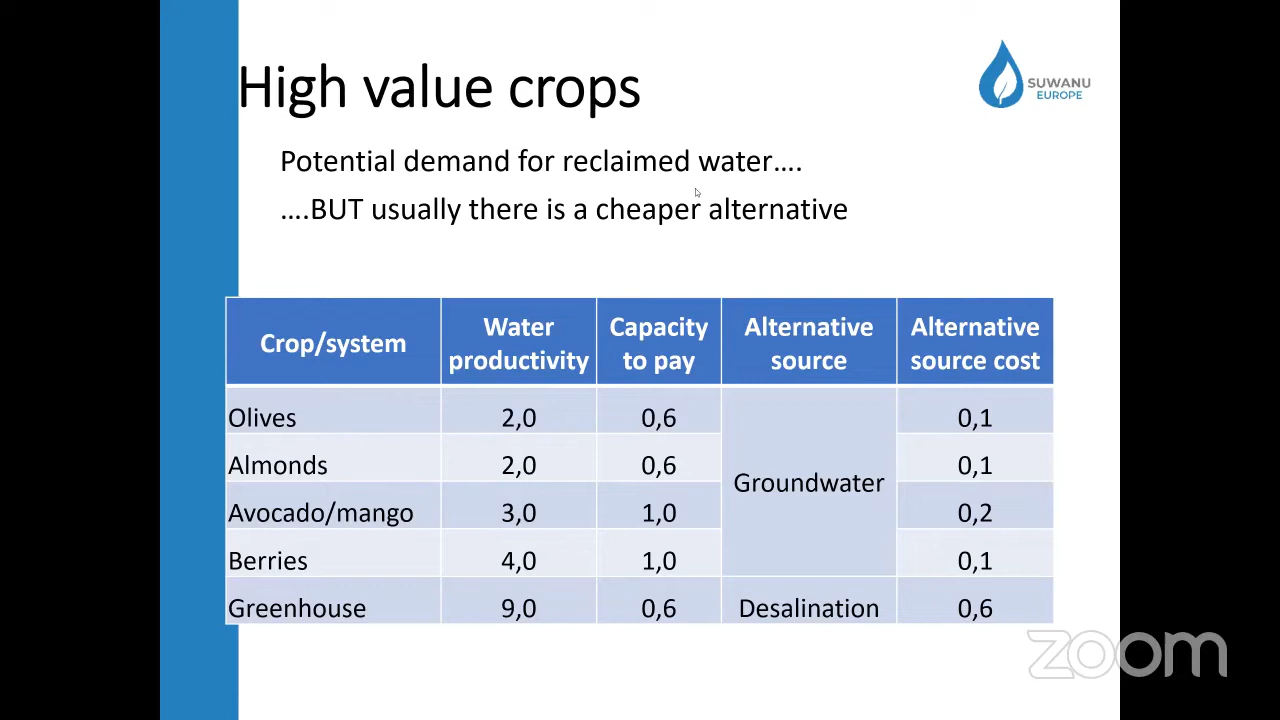 High value crops
SUWANU
EUROPE
Potential demand for reclaimed water....
....BUT usually there is a cheaper alternative
Crop/system
Water productivity
Capacity to pay
Alternative source
Alternative source cost
Olives 2,0 0,6 Groundwater 0,1
Almonds 2,0 0,6 0,1
Avocado/mango 3,0 1,0 0,2
Berries 4,0 1,0 0,1
Greenhouse 9,0 0,6 Desalination 0,6
zoom